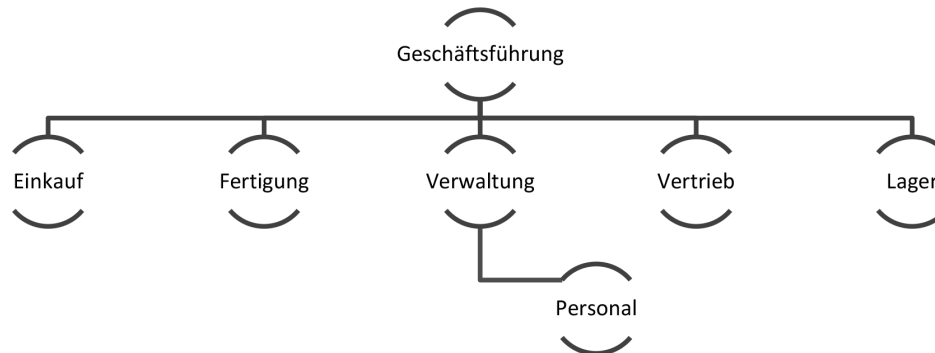 Geschäftsführung
Einkauf
Fertigung
Verwaltung
Vertrieb
Lager
Personal